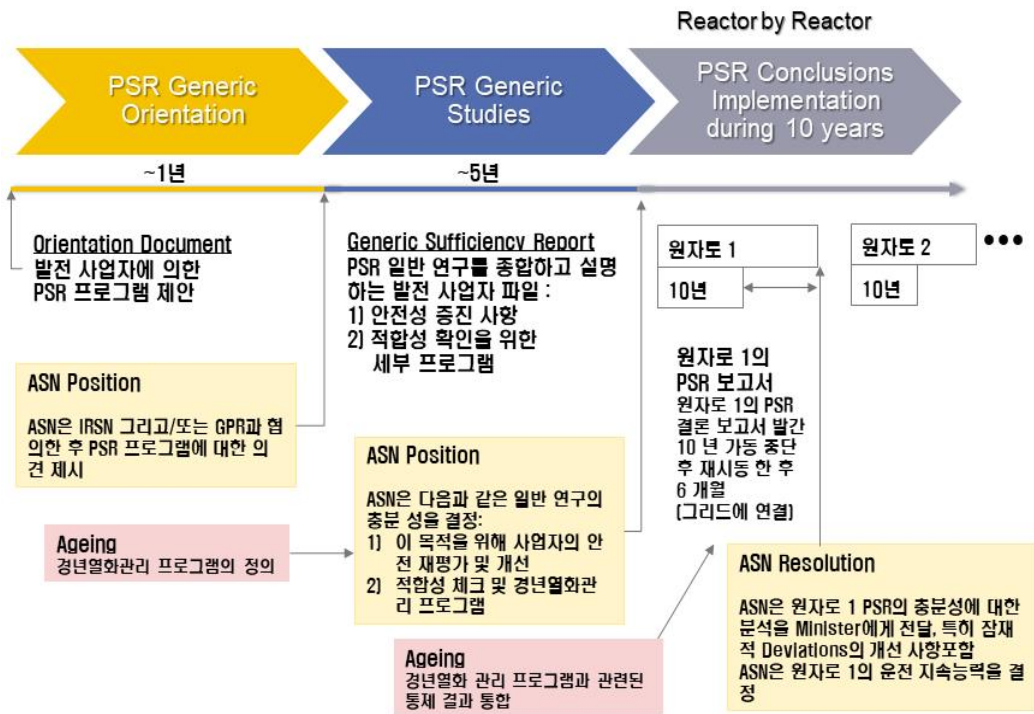 Reactor by Reactor
PSR Generic
Orientation
PSR Generic
Studies
PSR Conclusions
Implementation
during 10 years
~1년
~5년
Orientation Document
발전 사업자에 의한
PSR 프로그램 제안
Generic Sufficiency Report
PSR 일반 연구를 종합하고 설명
하는 발전 사업자 파일 :
1) 안전성 증진 사항
2) 적합성 확인을 위한
세부 프로그램
원자로 1
10년
원자로 2
10년
•••
ASN Position
ASN은 IRSN 그리고/또는 GPR과 협
의한 후 PSR 프로그램에 대한 의
견 제시
Ageing
경년열화관리 프로그램의 정의
ASN Position
ASN은 다음과 같은 일반 연구의
충분 성을 결정:
1) 이 목적을 위해 사업자의 안
전 재평가 및 개선
2) 적합성 체크 및 경년열화관
리 프로그램
원자로 1의
PSR 보고서
원자로 1의 PSR
결론 보고서 발간
10 년 가동 중단
후 재시동 한 후
6 개월
(그리드에 연결)
Ageing
경년열화 관리 프로그램과 관련된
통제 결과 통합
ASN Resolution
ASN은 원자로 1 PSR의 충분성에 대한
분석을 Minister에게 전달, 특히 잠재
적 Deviations의 개선 사항포함
ASN은 원자로 1의 운전 지속능력을 결
정